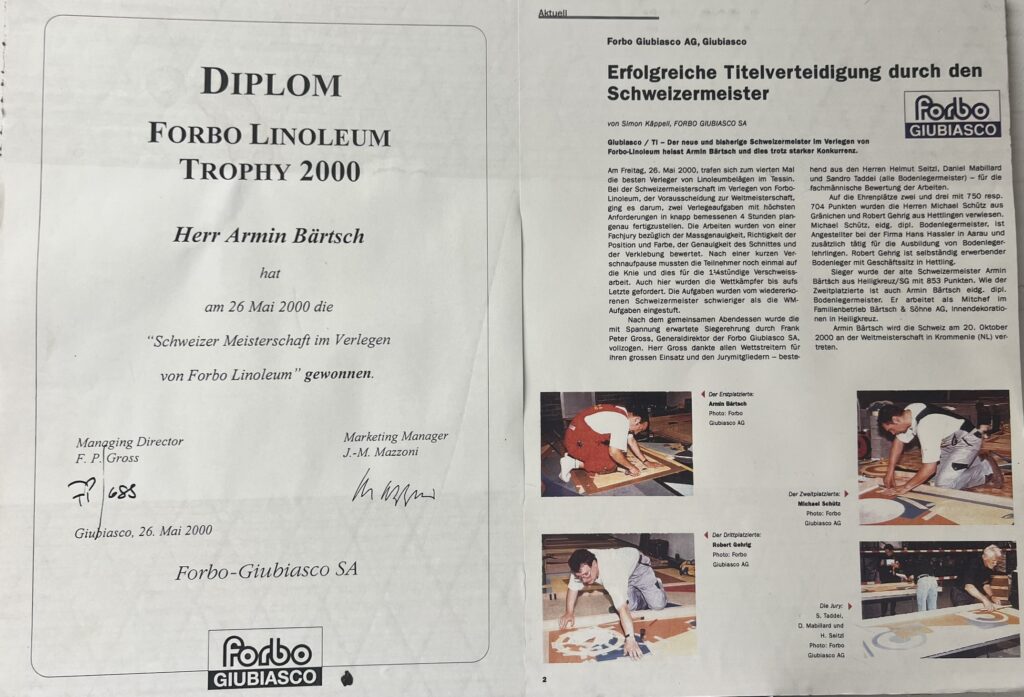 DIPLOM
FORBO LINOLEUM
TROPHY 2000
Herr Armin Bärtsch
hat
am 26 Mai 2000 die
“Schweizer Meisterschaft im Verlegen
von Forbo Linoleum” gewonnen.
Managing Director
F. P. Gross
Marketing Manager
J.-M. Mazzoni
Giubiasco, 26. Mai 2000
Forbo-Giubiasco SA
forbo
GIUBIASCO
Aktuell
Forbo Giubiasco AG, Giubiasco
Erfolgreiche Titelverteidigung durch den
Schweizermeister
forbo
GIUBIASCO
von Simon Käppeli, FORBO GIUBIASCO SA
Giubiasco / TI – Der neue und bisherige Schweizermeister im Verlegen von
Forbo-Linoleum heisst Armin Bärtsch und dies trotz starker Konkurrenz.
Am Freitag, 26. Mai 2000, trafen sich zum vierten Mal
die besten Verleger von Linoleumbelägen im Tessin.
Bei der Schweizermeisterschaft im Verlegen von Forbo-
Linoleum, der Vorausscheidung zur Weltmeisterschaft,
ging es darum, zwei Verlegeaufgaben mit höchsten
Anforderungen in knapp bemessenen 4 Stunden plan-
genau fertigzustellen. Die Arbeiten wurden von einer
Fachjury bezüglich der Massgenauigkeit, Richtigkeit der
Position und Farbe, der Genauigkeit des Schnittes und
der Verklebung bewertet. Nach einer kurzen Ver-
schnaufpause mussten die Teilnehmer noch einmal auf
die Knie und dies für die 1¼stündige Verschweiss-
arbeit. Auch hier wurden die Wettkämpfer bis aufs
Letzte gefordert. Die Aufgaben wurden vom wiedererko-
renen Schweizermeister schwieriger als die WM-
Aufgaben eingestuft.
Nach dem gemeinsamen Abendessen wurde die
mit Spannung erwartete Siegerehrung durch Frank
Peter Gross, Generaldirektor der Forbo Giubiasco SA,
vollzogen. Herr Gross dankte allen Wettstreitern für
ihren grossen Einsatz und den Jurymitgliedern – beste-
hend aus den Herren Helmut Seitzl, Daniel Mabillard
und Sandro Taddei (alle Bodenlegermeister) – für die
fachmännische Bewertung der Arbeiten.
Auf die Ehrenplätze zwei und drei mit 750 resp.
704 Punkten wurden die Herren Michael Schütz aus
Gränichen und Robert Gehrig aus Hettlingen verwiesen.
Michael Schütz, eidg. dipl. Bodenlegermeister, ist
Angestellter bei der Firma Hans Hassler in Aarau und
zusätzlich tätig für die Ausbildung von Bodenleger-
lehrlingen. Robert Gehrig ist selbständig erwerbender
Bodenleger mit Geschäftssitz in Hettling.
Sieger wurde der alte Schweizermeister Armin
Bärtsch aus Heiligkreuz/SG mit 853 Punkten. Wie der
Zweitplatzierte ist auch Armin Bärtsch eidg. dipl.
Bodenlegermeister. Er arbeitet als Mitchef im
Familienbetrieb Bärtsch & Söhne AG, Innendekoratio-
nen in Heiligkreuz.
Armin Bärtsch wird die Schweiz am 20. Oktober
2000 an der Weltmeisterschaft in Krommenie (NL) ver-
treten.
Der Erstplatzierte:
Armin Bärtsch
Photo: Forbo
Giubiasco AG
Der Zweitplatzierte:
Michael Schütz
Photo: Forbo
Giubiasco AG
Der Drittplatzierte:
Robert Gehrig
Photo: Forbo
Giubiasco AG
Die Jury:
S. Taddei,
D. Mabillard und
H. Seitzl
Photo: Forbo
Giubiasco AG
2